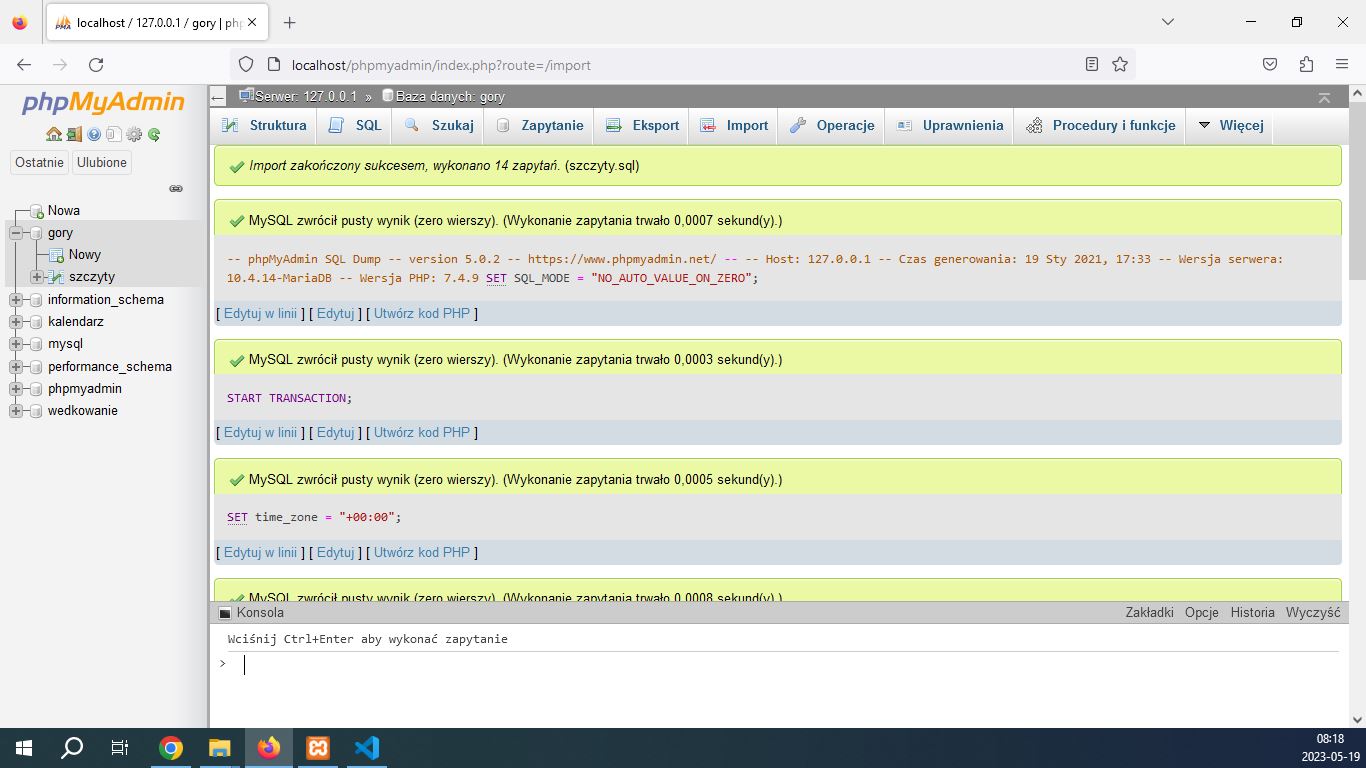 localhost / 127.0.0.1 / gory | php
localhost/phpmyadmin/index.php?route=/import
phpMyAdmin
Ostatnie
Ulubione
Nowa
gory
Nowy
szczyty
information_schema
kalendarz
mysql
performance_schema
phpmyadmin
wedkowanie
Serwer: 127.0.0.1 » Baza danych: gory
Struktura SQL Szukaj Zapytanie Eksport Import Operacje Uprawnienia Procedury i funkcje Więcej
Import zakończony sukcesem, wykonano 14 zapytań. (szczyty.sql)
MySQL zwrócił pusty wynik (zero wierszy). (Wykonanie zapytania trwało 0,0007 sekund(y).)
-- phpMyAdmin SQL Dump -- version 5.0.2 -- https://www.phpmyadmin.net/ -- -- Host: 127.0.0.1 -- Czas generowania: 19 Sty 2021, 17:33 -- Wersja serwera:
10.4.14-MariaDB -- Wersja PHP: 7.4.9 SET SQL_MODE = "NO_AUTO_VALUE_ON_ZERO";
[ Edytuj w linii ] [ Edytuj ] [ Utwórz kod PHP ]
MySQL zwrócił pusty wynik (zero wierszy). (Wykonanie zapytania trwało 0,0003 sekund(y).)
START TRANSACTION;
[ Edytuj w linii ] [ Edytuj ] [ Utwórz kod PHP ]
MySQL zwrócił pusty wynik (zero wierszy). (Wykonanie zapytania trwało 0,0005 sekund(y).)
SET time_zone = "+00:00";
[ Edytuj w linii ] [ Edytuj ] [ Utwórz kod PHP ]
MySQL zwrócił pusty wynik (zero wierszy). (Wykonanie zapytania trwało 0,0008 sekund(y).)
Konsola
Zakładki Opcje Historia Wyczyść
Wciśnij Ctrl+Enter aby wykonać zapytanie
>
08:18
2023-05-19